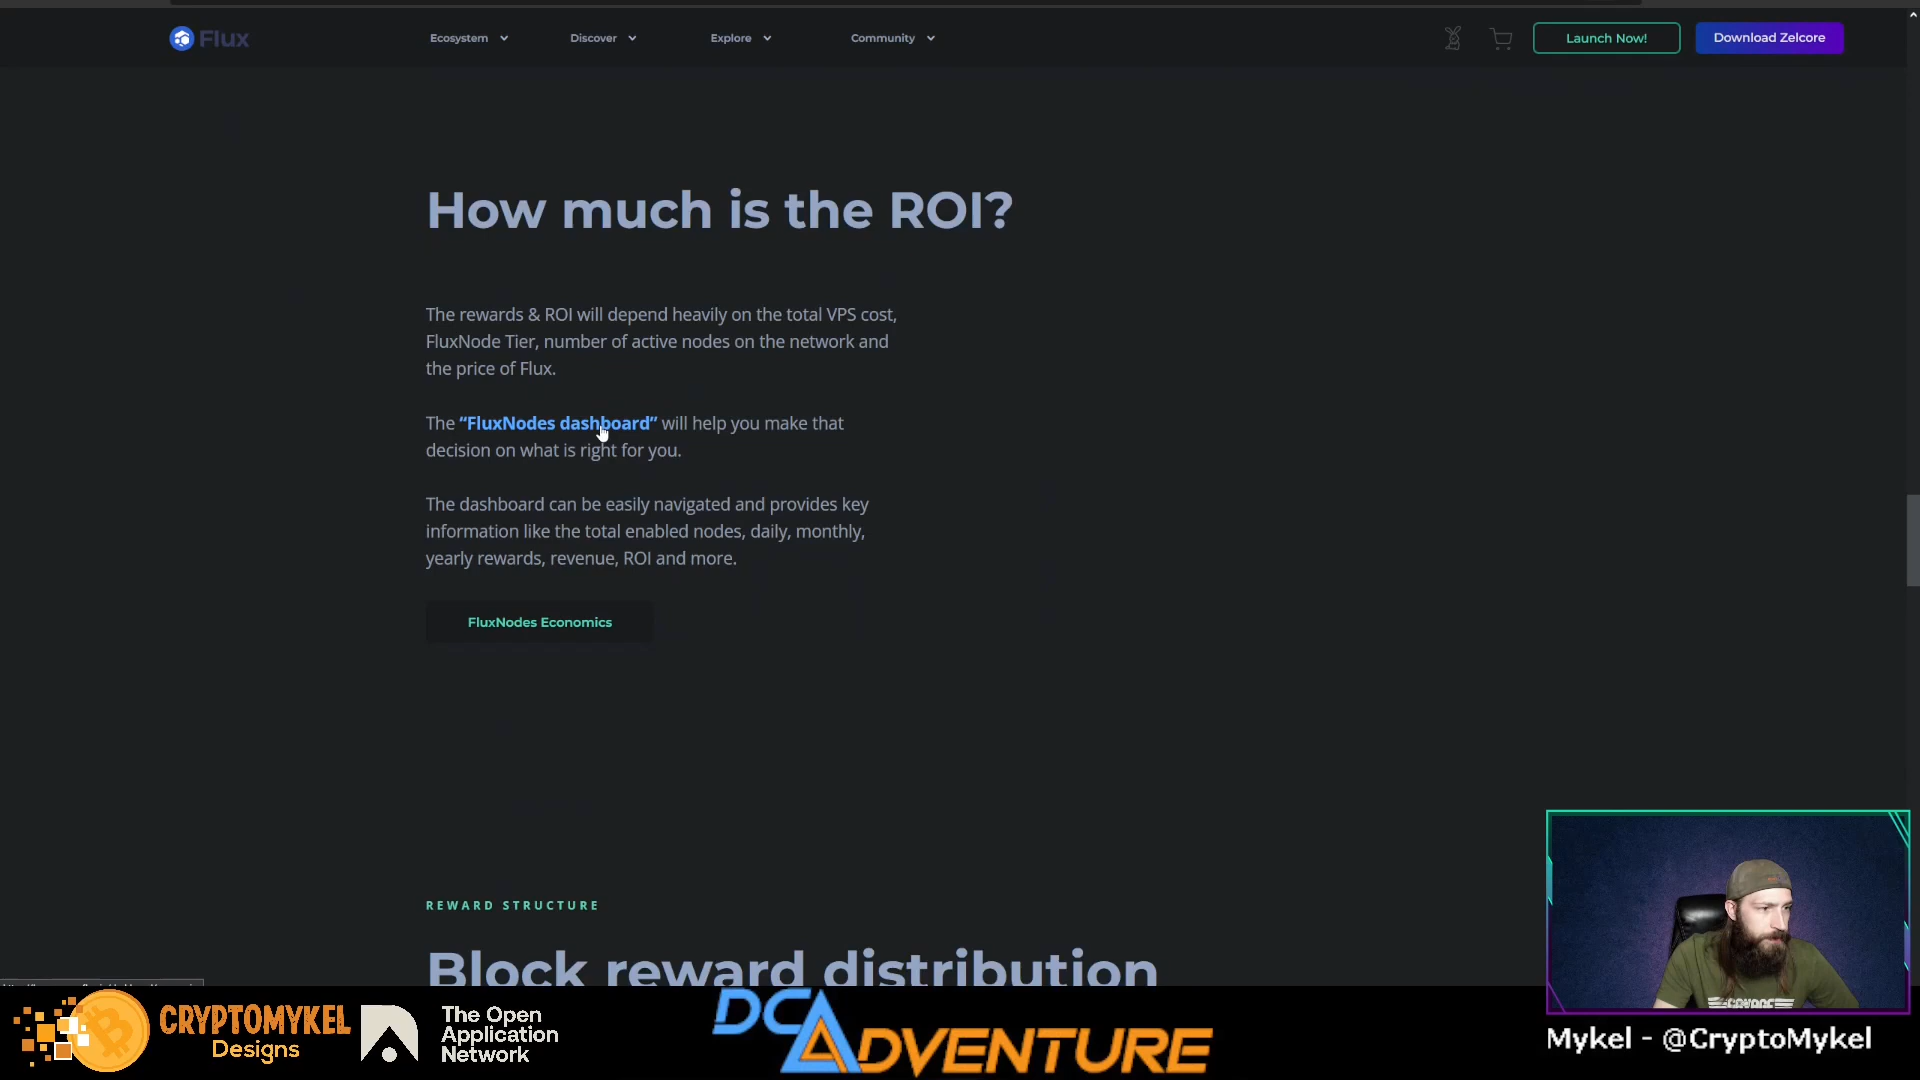 Flux
Ecosystem
Discover
Explore
Community
Launch Now!
Download Zelcore
How much is the ROI?
The rewards & ROI will depend heavily on the total VPS cost,
FluxNode Tier, number of active nodes on the network and
the price of Flux.
The “FluxNodes dashboard” will help you make that
decision on what is right for you.
The dashboard can be easily navigated and provides key
information like the total enabled nodes, daily, monthly,
yearly rewards, revenue, ROI and more.
FluxNodes Economics
REWARD STRUCTURE
Block reward distribution
CRYPTOMYKEL
Designs
The Open
Application
Network
DCADVENTURE
Mykel - @CryptoMykel